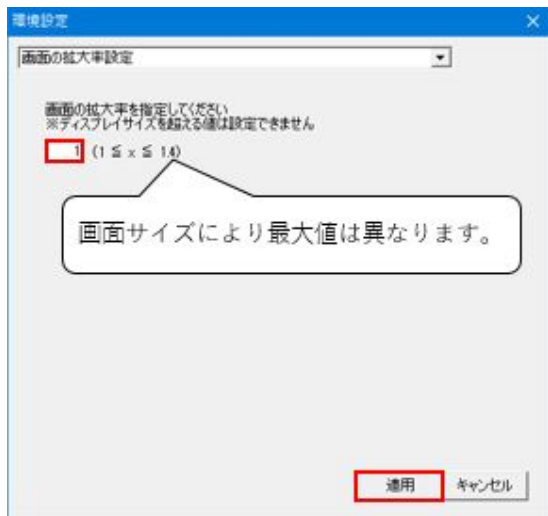 環境設定
画面の拡大率設定
画面の拡大率を指定してください
※ディスプレイサイズを超える値は設定できません
1 (1 ≦ x ≦ 1.4)
画面サイズにより最大値は異なります。
適用 キャンセル